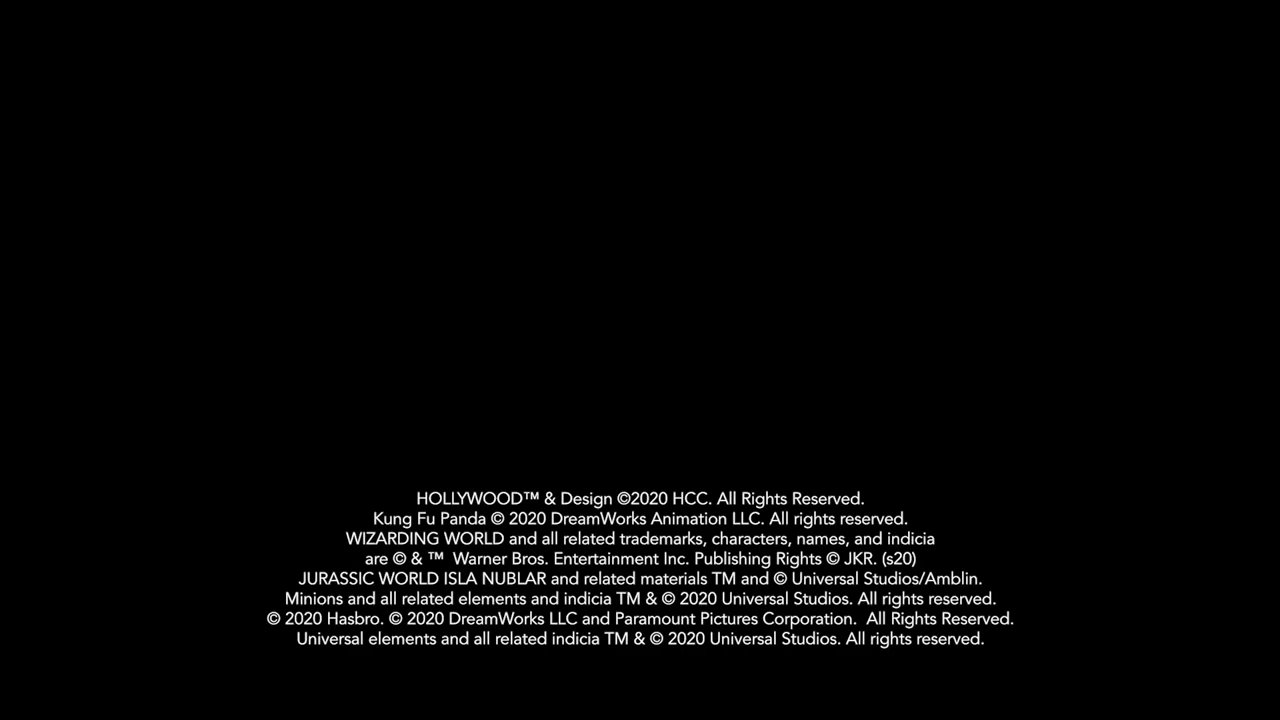 HOLLYWOOD™ & Design ©2020 HCC. All Rights Reserved.
Kung Fu Panda © 2020 DreamWorks Animation LLC. All rights reserved.
WIZARDING WORLD and all related trademarks, characters, names, and indicia
are © & ™ Warner Bros. Entertainment Inc. Publishing Rights © JKR. (s20)
JURASSIC WORLD ISLA NUBLAR and related materials TM and © Universal Studios/Amblin.
Minions and all related elements and indicia TM & © 2020 Universal Studios. All rights reserved.
© 2020 Hasbro. © 2020 DreamWorks LLC and Paramount Pictures Corporation. All Rights Reserved.
Universal elements and all related indicia TM & © 2020 Universal Studios. All rights reserved.